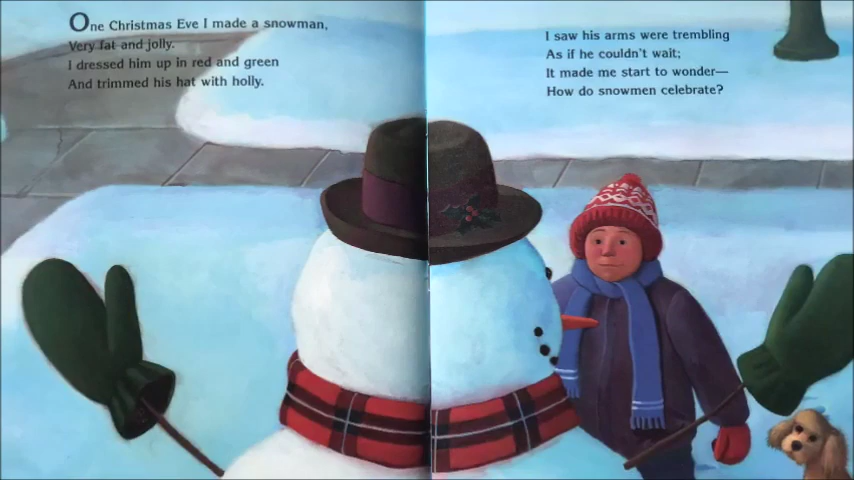 One Christmas Eve I made a snowman,
Very fat and jolly.
I dressed him up in red and green
And trimmed his hat with holly.
I saw his arms were trembling
As if he couldn't wait;
It made me start to wonder—
How do snowmen celebrate?